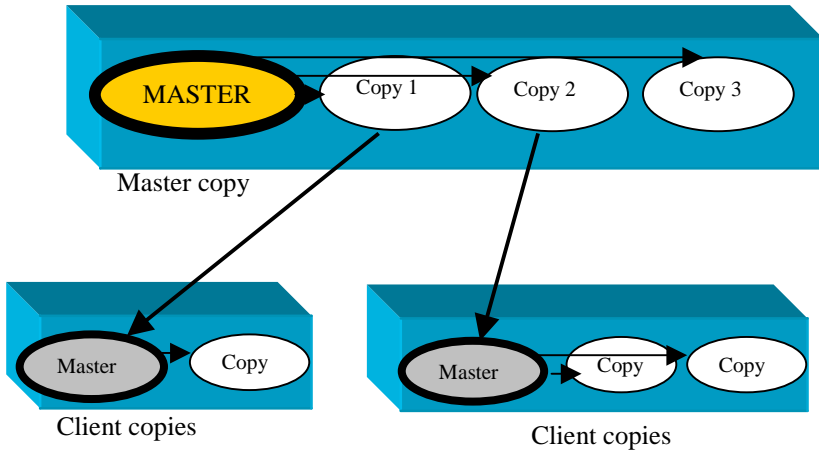 MASTER
Copy 1
Copy 2
Copy 3
Master copy
Master
Copy
Client copies
Master
Copy
Copy
Client copies